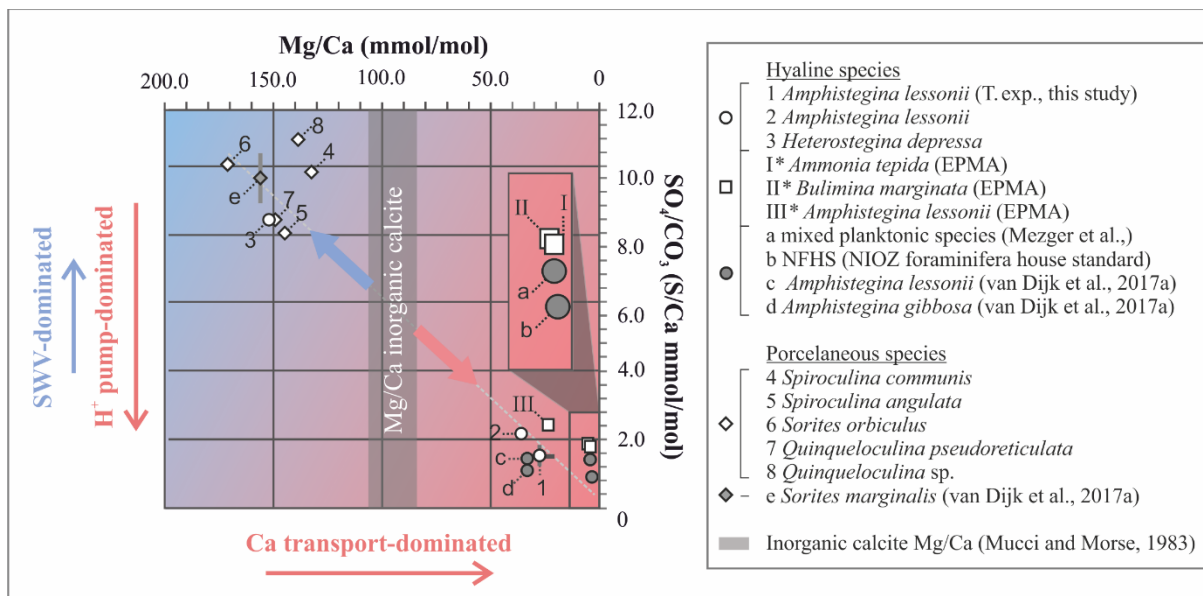 Mg/Ca (mmol/mol)
200.0 150.0 100.0 50.0 0
12.0
10.0
8.0
6.0
4.0
2.0
0
SO₄/CO₃ (S/Ca mmol/mol)
SWV-dominated
H⁺ pump-dominated
Ca transport-dominated
Mg/Ca inorganic calcite
6
8
4
e
7
3
5
II
I
a
b
III
2
c
d
1
Hyaline species
1 Amphistegina lessonii (T. exp., this study)
2 Amphistegina lessonii
3 Heterostegina depressa
I* Ammonia tepida (EPMA)
II* Bulimina marginata (EPMA)
III* Amphistegina lessonii (EPMA)
a mixed planktonic species (Mezger et al.,)
b NFHS (NIOZ foraminifera house standard)
c Amphistegina lessonii (van Dijk et al., 2017a)
d Amphistegina gibbosa (van Dijk et al., 2017a)
Porcelaneous species
4 Spiroculina communis
5 Spiroculina angulata
6 Sorites orbiculus
7 Quinqueloculina pseudoreticulata
8 Quinqueloculina sp.
e Sorites marginalis (van Dijk et al., 2017a)
Inorganic calcite Mg/Ca (Mucci and Morse, 1983)